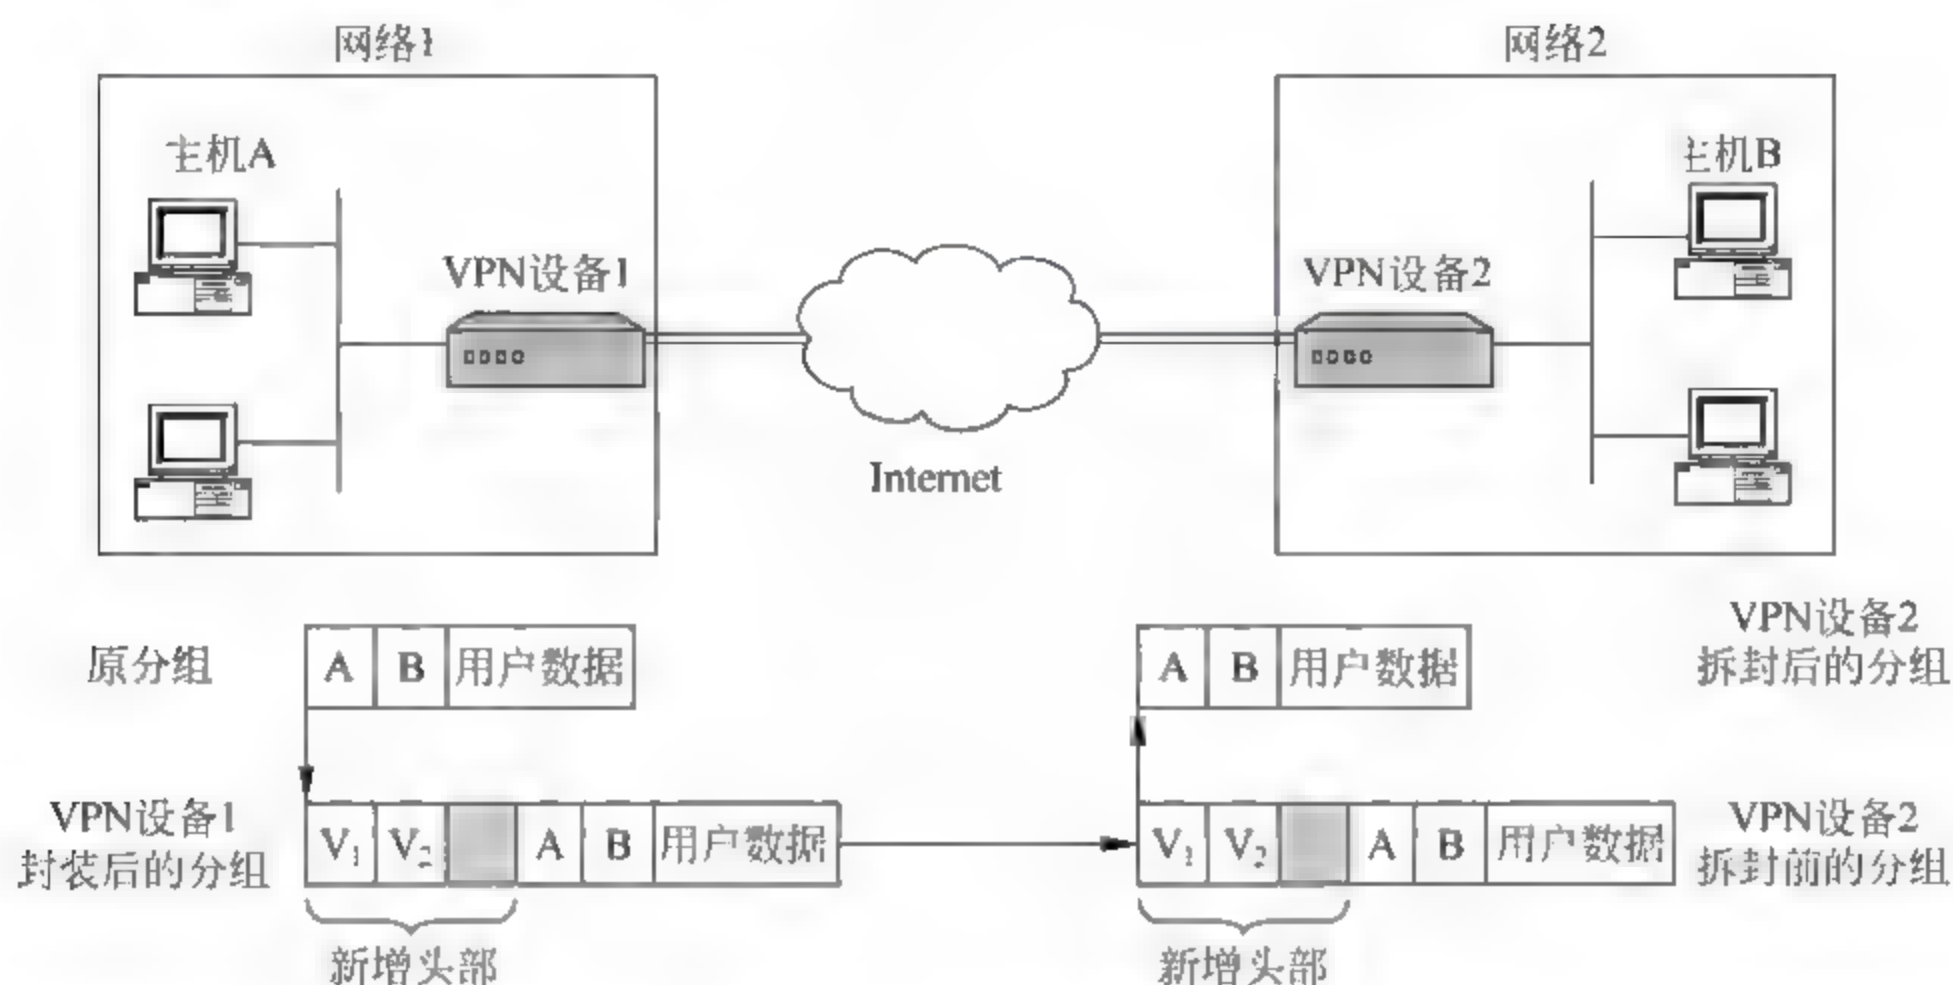 网络1
网络2
主机A
主机B
VPN设备1
VPN设备2
Internet
原分组
A B 用户数据
A B 用户数据
VPN设备2
拆封后的分组
VPN设备1
封装后的分组
V₁ V₂ A B 用户数据
V₁ V₂ A B 用户数据
VPN设备2
拆封前的分组
新增头部
新增头部